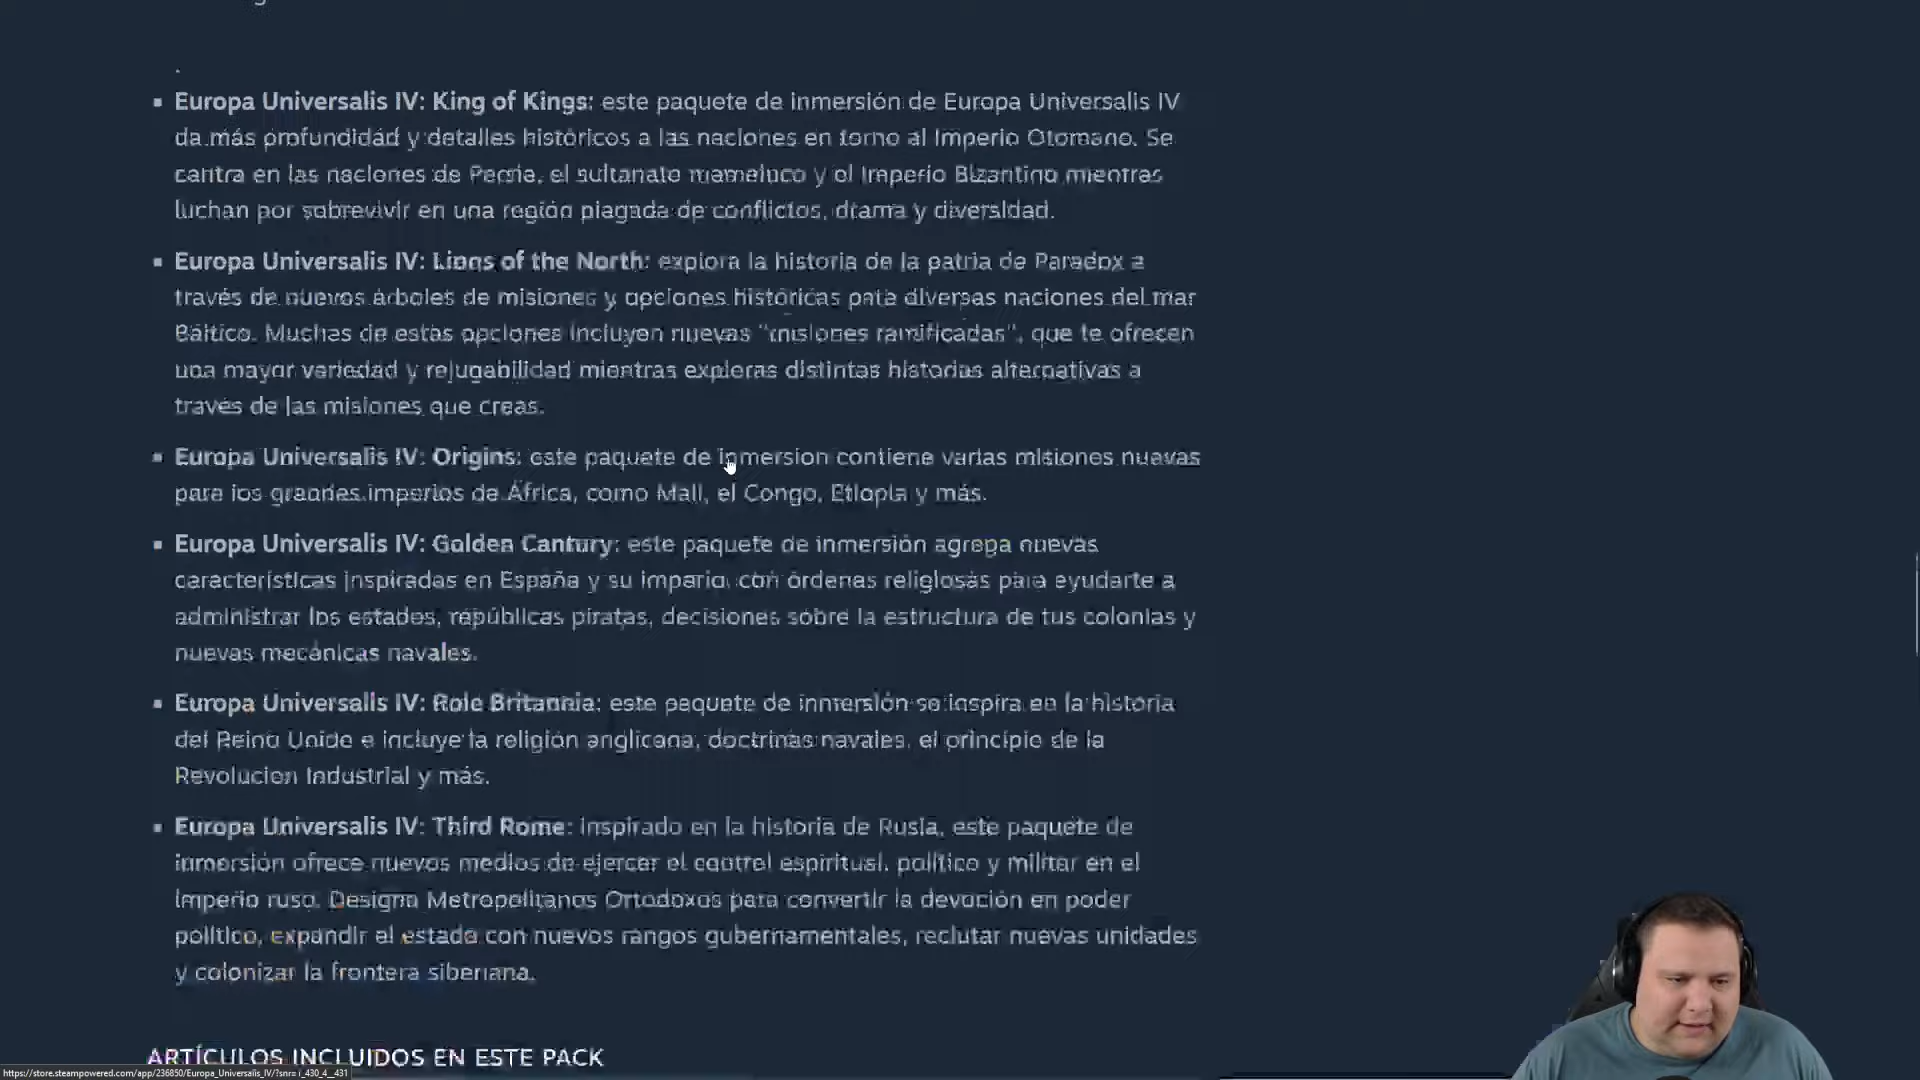 Europa Universalis IV: King of Kings: este paquete de inmersión de Europa Universalis IV
da más profundidad y detalles históricos a las naciones en torno al Imperio Otomano. Se
centra en las naciones de Persia, el sultanato mameluco y el Imperio Bizantino mientras
luchan por sobrevivir en una región plagada de conflictos, drama y diversidad.
Europa Universalis IV: Lions of the North: explora la historia de la patria de Paradox a
través de nuevos árboles de misiones y opciones históricas para diversas naciones del mar
Báltico. Muchas de estas opciones incluyen nuevas "misiones ramificadas", que te ofrecen
una mayor variedad y rejugabilidad mientras exploras distintas historias alternativas a
través de las misiones que creas.
Europa Universalis IV: Origins: este paquete de inmersion contiene varias misiones nuevas
para los grandes imperios de África, como Mali, el Congo, Etiopía y más.
Europa Universalis IV: Golden Century: este paquete de inmersión agrega nuevas
características inspiradas en España y su imperio, con órdenes religiosas para ayudarte a
administrar los estados, repúblicas piratas, decisiones sobre la estructura de tus colonias y
nuevas mecánicas navales.
Europa Universalis IV: Rule Britannia: este paquete de inmersión se inspira en la historia
del Reino Unido e incluye la religión anglicana, doctrinas navales, el principio de la
Revolucion Industrial y más.
Europa Universalis IV: Third Rome: inspirado en la historia de Rusia, este paquete de
inmersión ofrece nuevos medios de ejercer el control espiritual, político y militar en el
Imperio ruso. Designa Metropolitanos Ortodoxos para convertir la devoción en poder
político, expandir el estado con nuevos rangos gubernamentales, reclutar nuevas unidades
y colonizar la frontera siberiana.
ARTÍCULOS INCLUIDOS EN ESTE PACK
https://store.steampowered.com/app/236850/Europa_Universalis_IV/?snr=1_430_4__431